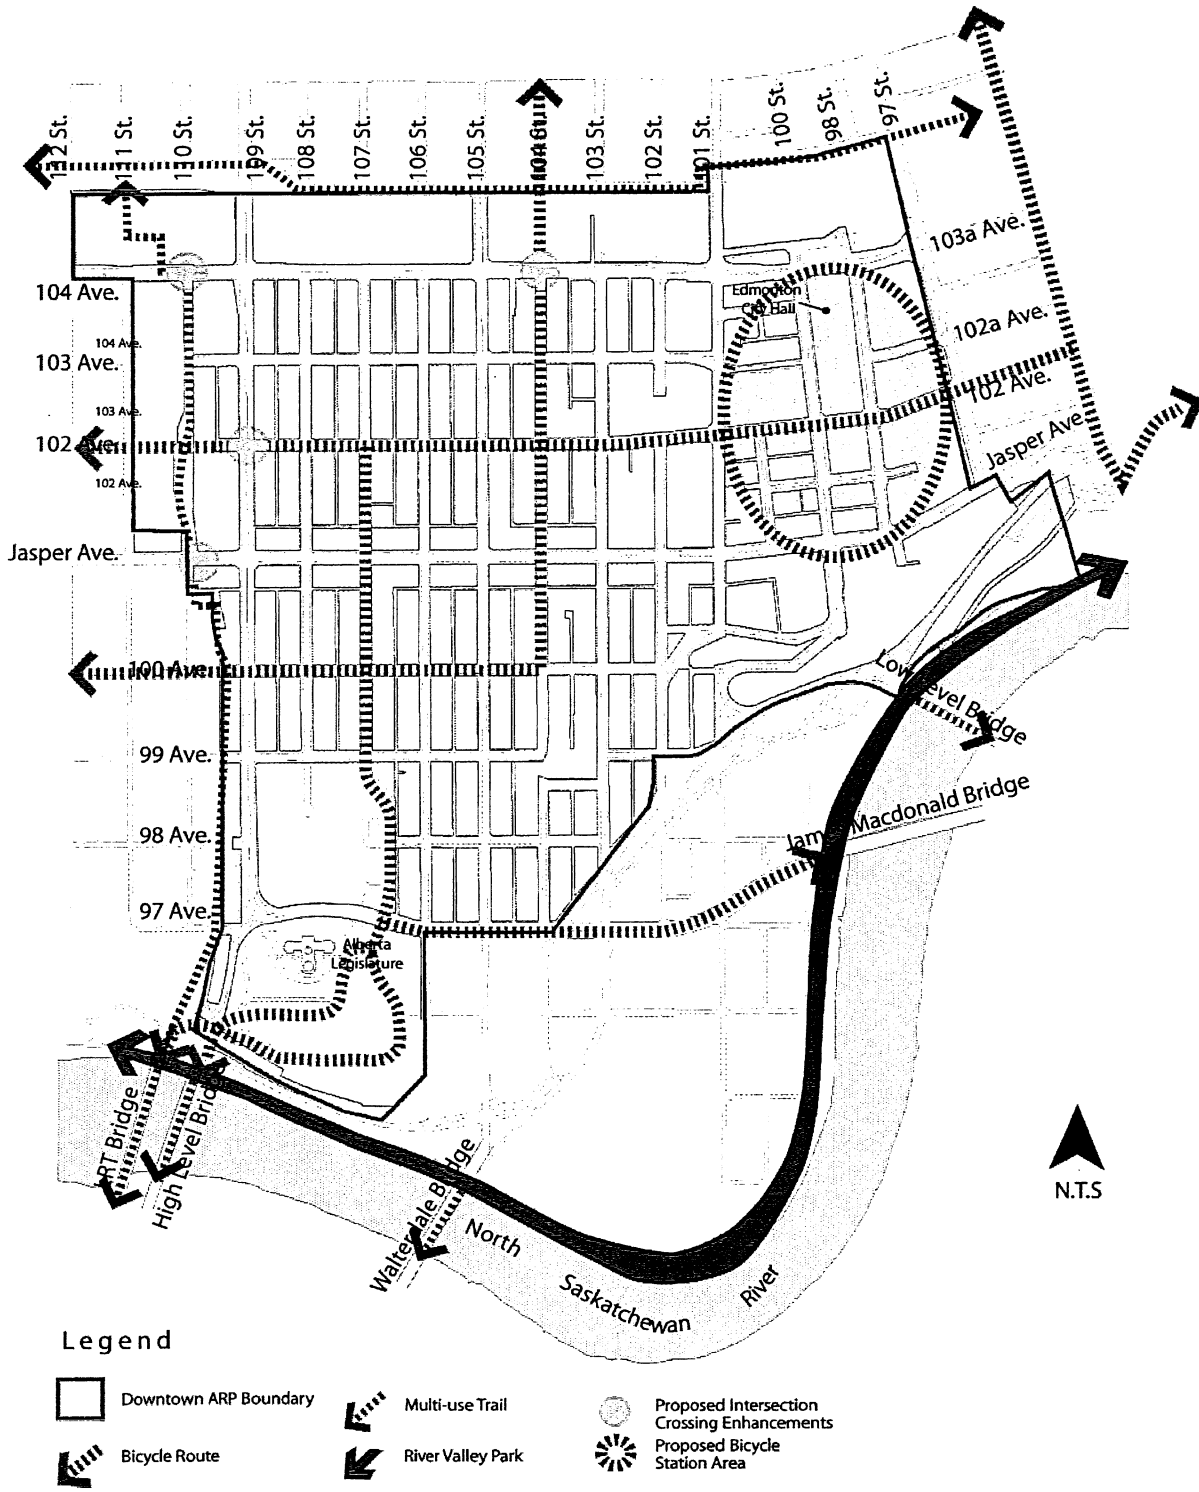 112 St.
111 St.
110 St.
109 St.
108 St.
107 St.
106 St.
105 St.
104 St.
103 St.
102 St.
101 St.
100 St.
98 St.
97 St.
103a Ave.
104 Ave.
Edmonton
City Hall
102a Ave.
104 Ave.
103 Ave.
102 Ave.
103 Ave.
102 Ave.
Jasper Ave.
102 Ave.
Jasper Ave.
100 Ave.
Low Level Bridge
99 Ave.
James Macdonald Bridge
98 Ave.
97 Ave.
Alberta
Legislature
LRT Bridge
High Level Bridge
Walterdale Bridge
N.T.S
North
Saskatchewan
River
Legend
Downtown ARP Boundary
Multi-use Trail
Proposed Intersection
Crossing Enhancements
Bicycle Route
River Valley Park
Proposed Bicycle
Station Area